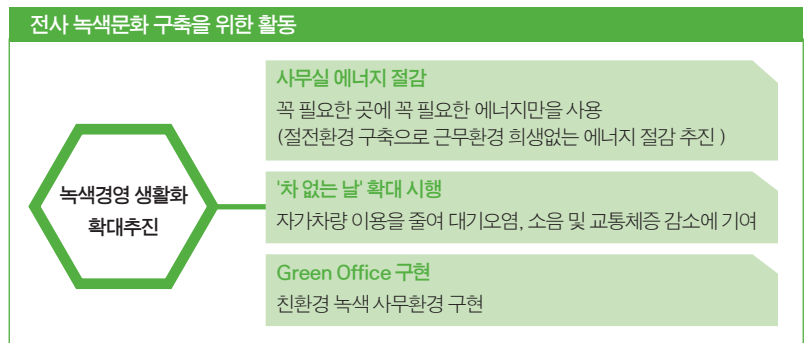 전사 녹색문화 구축을 위한 활동
녹색경영 생활화
확대추진
사무실 에너지 절감
꼭 필요한 곳에 꼭 필요한 에너지만을 사용
(절전환경 구축으로 근무환경 희생없는 에너지 절감 추진 )
'차 없는 날' 확대 시행
자가차량 이용을 줄여 대기오염, 소음 및 교통체증 감소에 기여
Green Office 구현
친환경 녹색 사무환경 구현